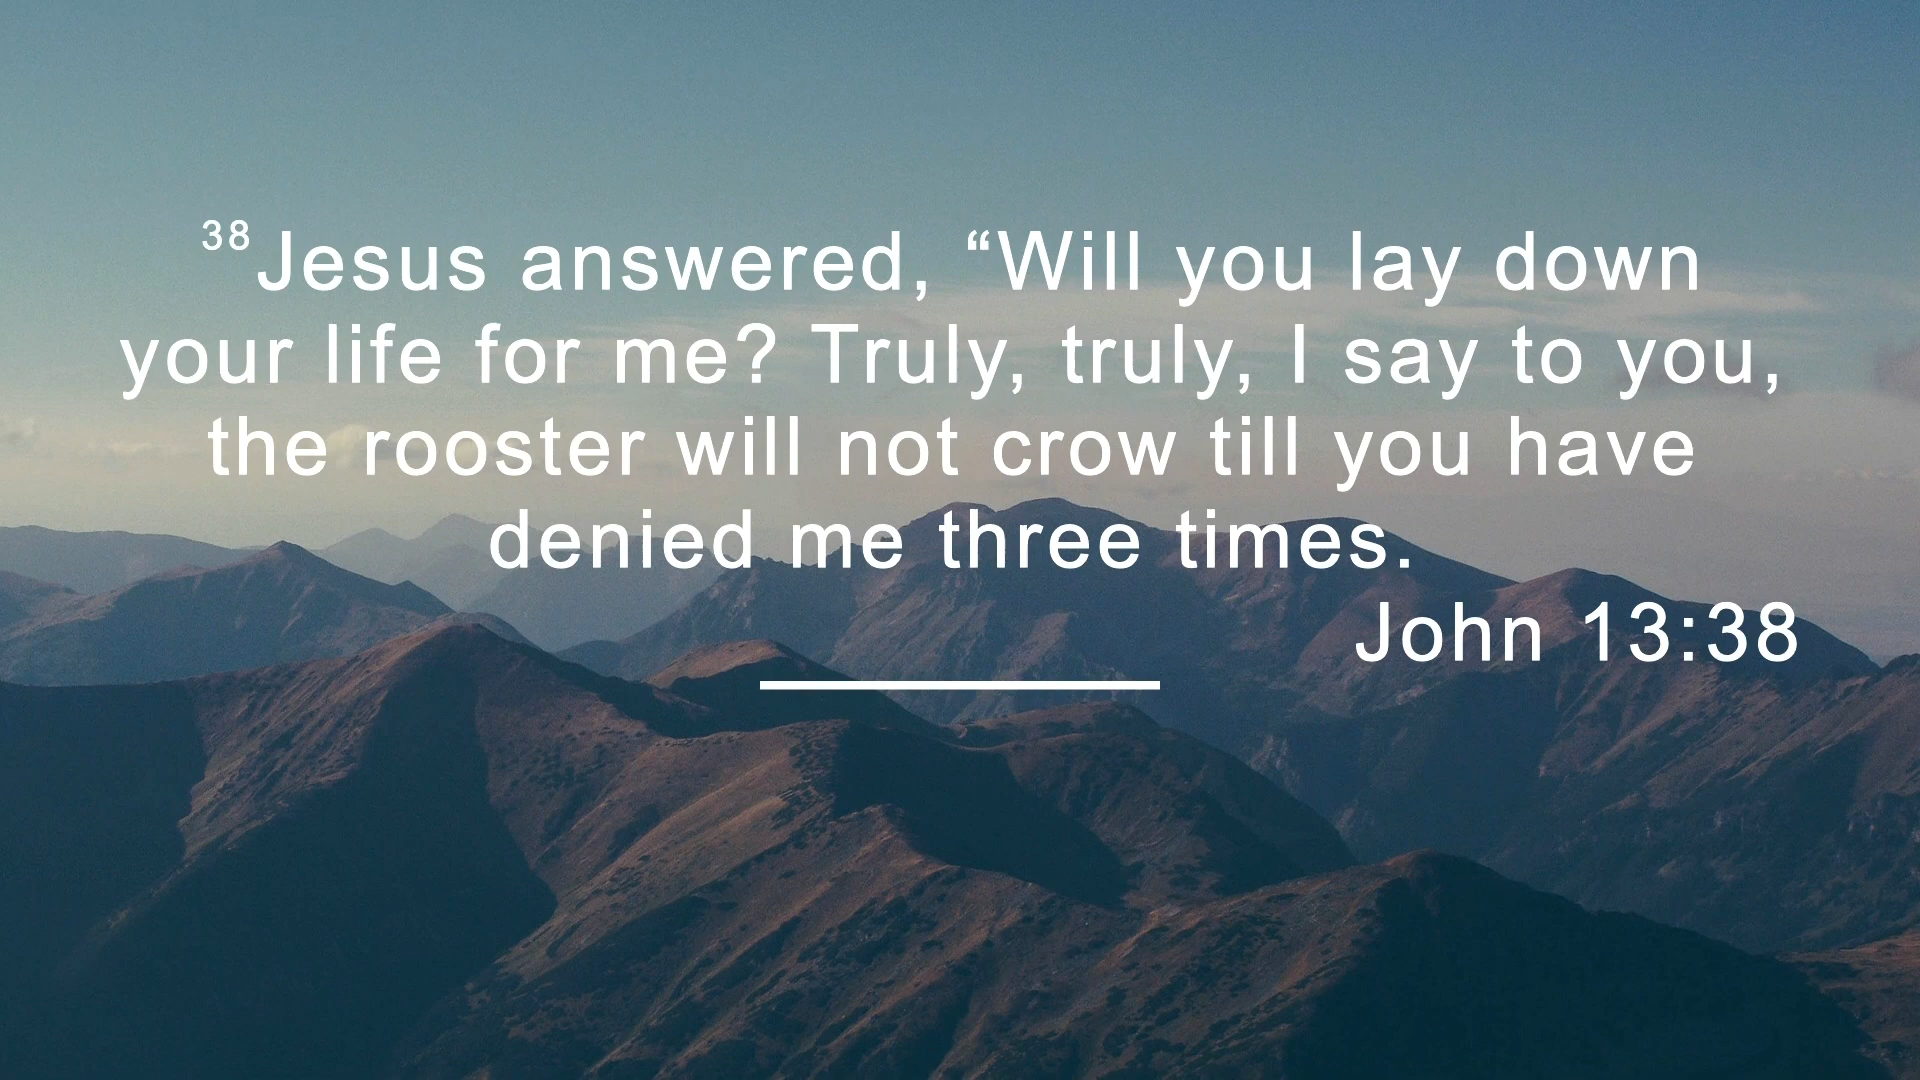 38Jesus answered, “Will you lay down
your life for me? Truly, truly, I say to you,
the rooster will not crow till you have
denied me three times.
John 13:38